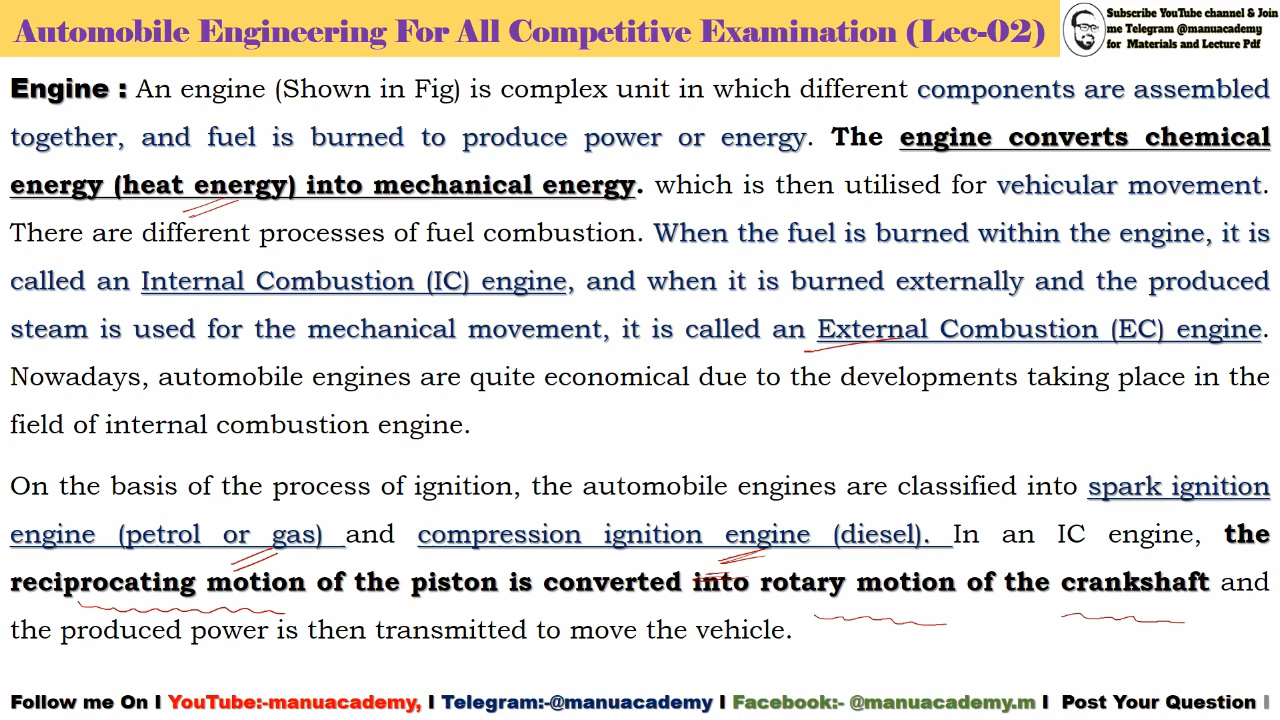 Automobile Engineering For All Competitive Examination (Lec-02)
Subscribe YouTube channel & Join
me Telegram @manuacademy
for Materials and Lecture Pdf
Engine : An engine (Shown in Fig) is complex unit in which different components are assembled
together, and fuel is burned to produce power or energy. The engine converts chemical
energy (heat energy) into mechanical energy. which is then utilised for vehicular movement.
There are different processes of fuel combustion. When the fuel is burned within the engine, it is
called an Internal Combustion (IC) engine, and when it is burned externally and the produced
steam is used for the mechanical movement, it is called an External Combustion (EC) engine.
Nowadays, automobile engines are quite economical due to the developments taking place in the
field of internal combustion engine.
On the basis of the process of ignition, the automobile engines are classified into spark ignition
engine (petrol or gas) and compression ignition engine (diesel). In an IC engine, the
reciprocating motion of the piston is converted into rotary motion of the crankshaft and
the produced power is then transmitted to move the vehicle.
Follow me On I YouTube:-manuacademy, I Telegram:-@manuacademy I Facebook:- @manuacademy.m I Post Your Question I